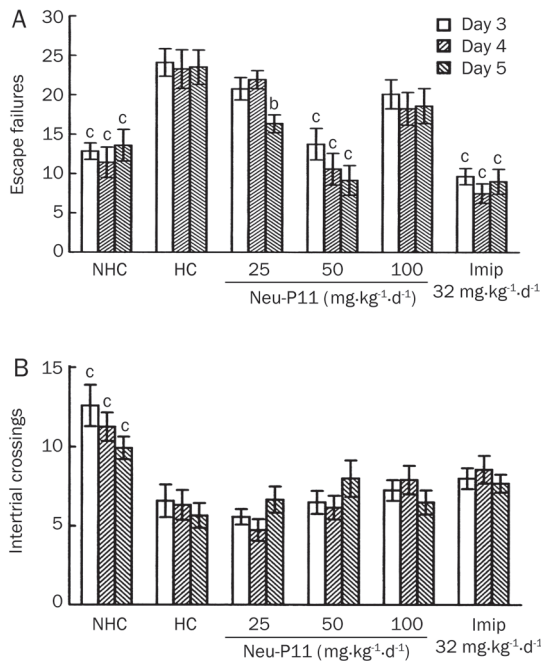 A
30
25
20
15
10
5
0
Escape failures
Day 3
Day 4
Day 5
c c c
b
c c c
c c c
NHC HC 25 50 100 Imip
Neu-P11 (mg·kg-1·d-1) 32 mg·kg-1·d-1
B
15
10
5
0
Intertrial crossings
c c c
NHC HC 25 50 100 Imip
Neu-P11 (mg·kg-1·d-1) 32 mg·kg-1·d-1